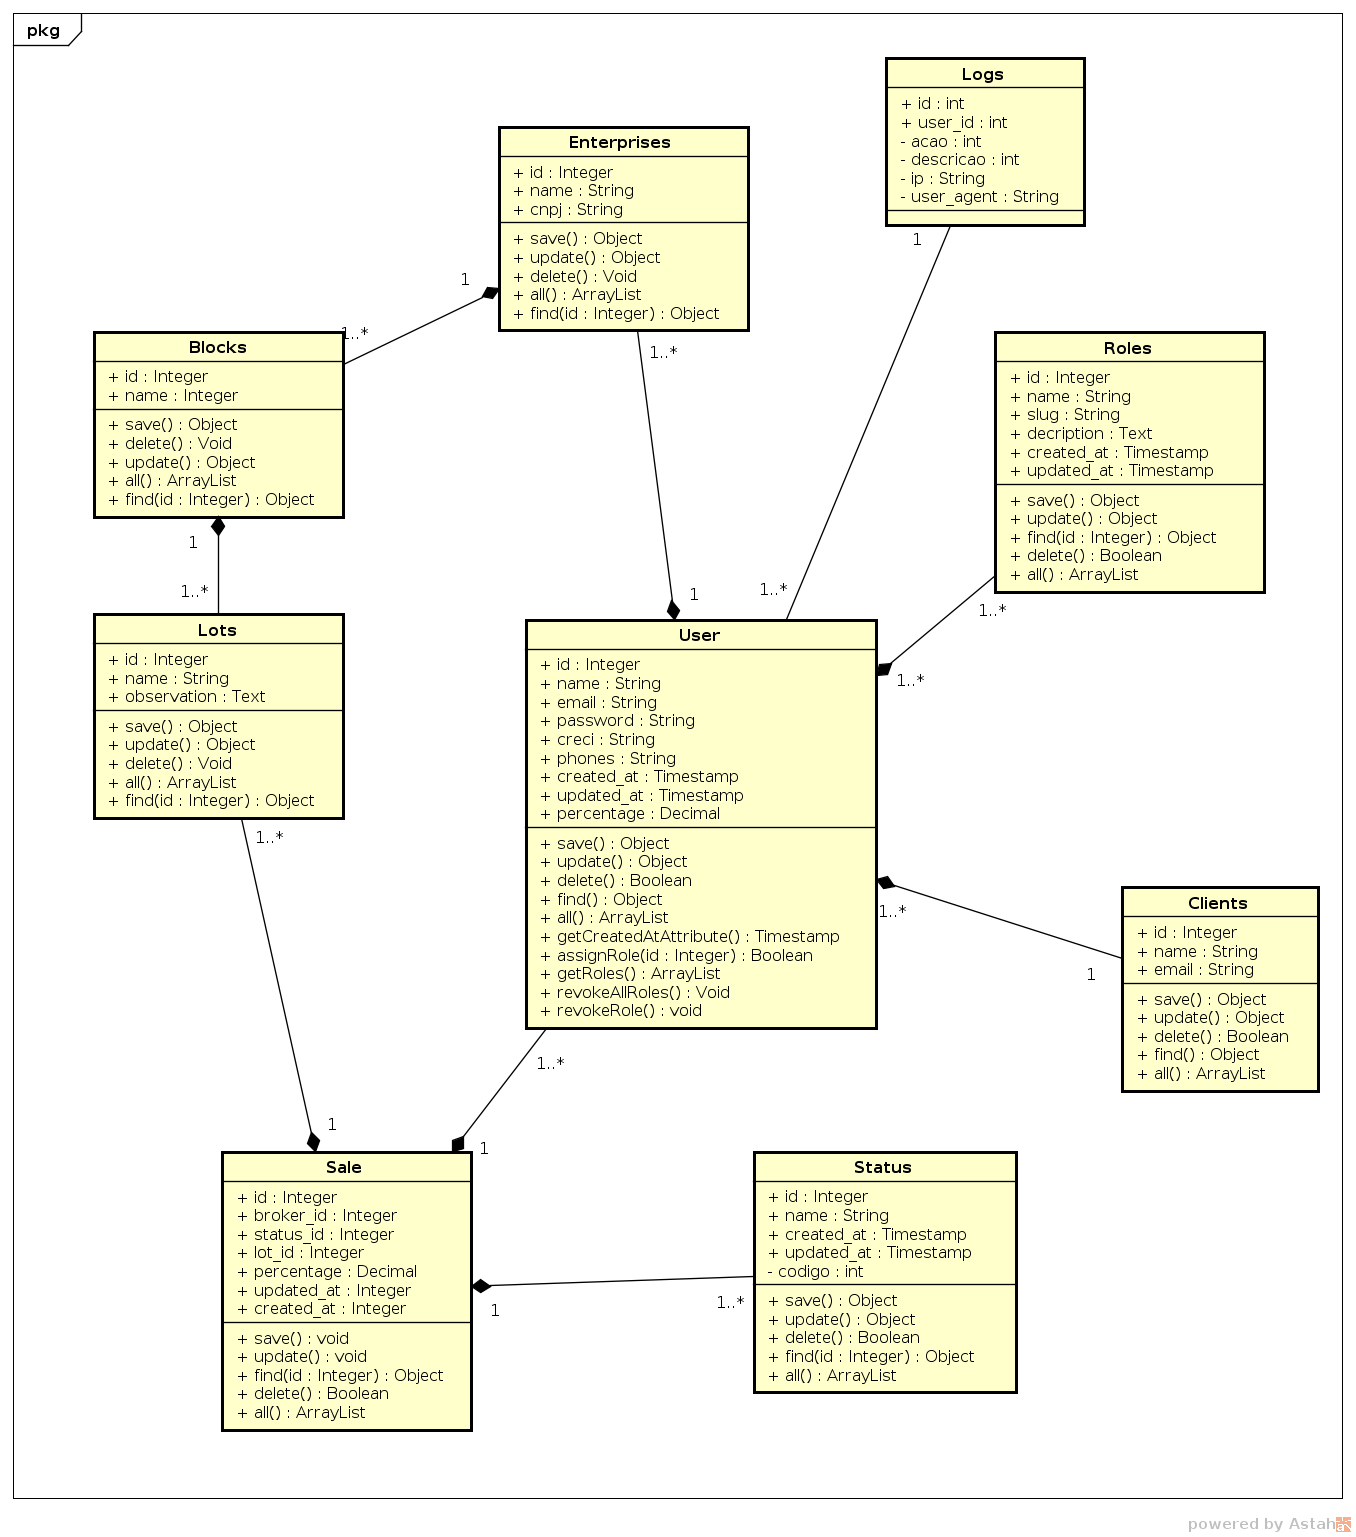 pkg
Logs
+ id : int
+ user_id : int
- acao : int
- descricao : int
- ip : String
- user_agent : String
1
Enterprises
+ id : Integer
+ name : String
+ cnpj : String
+ save() : Object
+ update() : Object
+ delete() : Void
+ all() : ArrayList
+ find(id : Integer) : Object
1
1..*
1..*
Blocks
+ id : Integer
+ name : Integer
+ save() : Object
+ delete() : Void
+ update() : Object
+ all() : ArrayList
+ find(id : Integer) : Object
1
1..*
Roles
+ id : Integer
+ name : String
+ slug : String
+ decription : Text
+ created_at : Timestamp
+ updated_at : Timestamp
+ save() : Object
+ update() : Object
+ find(id : Integer) : Object
+ delete() : Boolean
+ all() : ArrayList
1..*
1..*
1
1..*
Lots
+ id : Integer
+ name : String
+ observation : Text
+ save() : Object
+ update() : Object
+ delete() : Void
+ all() : ArrayList
+ find(id : Integer) : Object
1..*
1
User
+ id : Integer
+ name : String
+ email : String
+ password : String
+ creci : String
+ phones : String
+ created_at : Timestamp
+ updated_at : Timestamp
+ percentage : Decimal
+ save() : Object
+ update() : Object
+ delete() : Boolean
+ find() : Object
+ all() : ArrayList
+ getCreatedAtAttribute() : Timestamp
+ assignRole(id : Integer) : Boolean
+ getRoles() : ArrayList
+ revokeAllRoles() : Void
+ revokeRole() : void
1..*
1
1..*
1
Clients
+ id : Integer
+ name : String
+ email : String
+ save() : Object
+ update() : Object
+ delete() : Boolean
+ find() : Object
+ all() : ArrayList
Sale
+ id : Integer
+ broker_id : Integer
+ status_id : Integer
+ lot_id : Integer
+ percentage : Decimal
+ updated_at : Integer
+ created_at : Integer
+ save() : void
+ update() : void
+ find(id : Integer) : Object
+ delete() : Boolean
+ all() : ArrayList
1
1..*
Status
+ id : Integer
+ name : String
+ created_at : Timestamp
+ updated_at : Timestamp
- codigo : int
+ save() : Object
+ update() : Object
+ delete() : Boolean
+ find(id : Integer) : Object
+ all() : ArrayList
powered by Astah